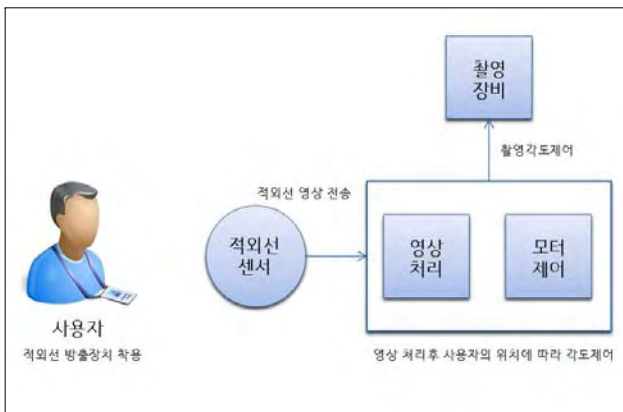 촬영
장비
촬영각도제어
적외선 영상 전송
적외선
센서
영상
처리
모터
제어
사용자
적외선 방출장치 착용
영상 처리후 사용자의 위치에 따라 각도제어